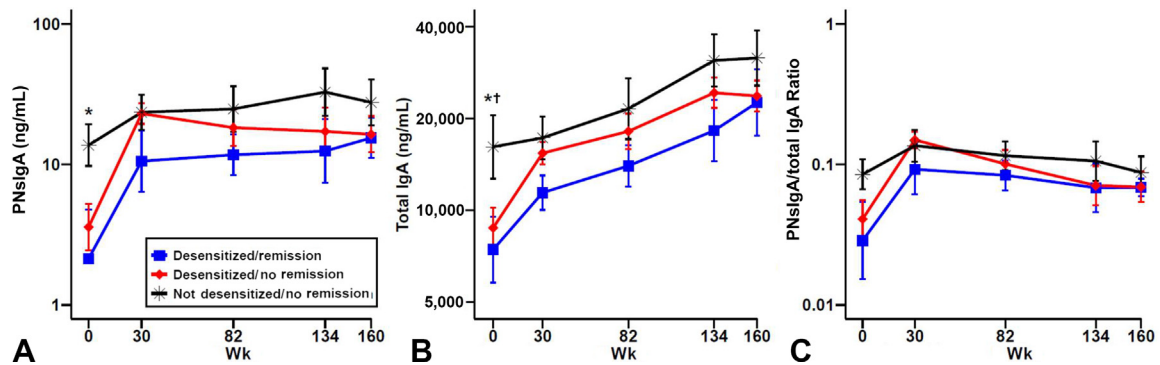 PNsIgA (ng/mL)
100
10
1
*
Desensitized/remission
Desensitized/no remission
Not desensitized/no remission
0 30 82 134 160
Wk
A
Total IgA (ng/mL)
40,000
20,000
10,000
5,000
*†
0 30 82 134 160
Wk
B
PNsIgA/total IgA Ratio
1
0.1
0.01
0 30 82 134 160
Wk
C